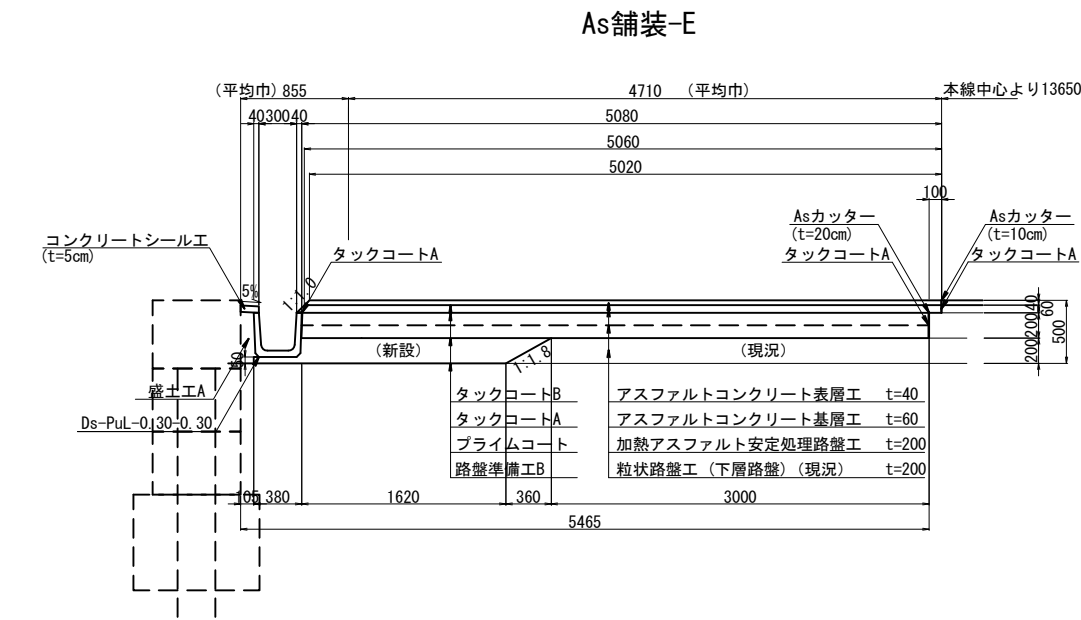 As舗装-E
(平均巾) 855
4710 (平均巾)
本線中心より13650
40 300 40
5080
5060
5020
100
Asカッター
(t=20cm)
タックコートA
Asカッター
(t=10cm)
タックコートA
コンクリートシール工
(t=5cm)
タックコートA
5%
1:1.0
40
60
200
500
200
(新設)
(現況)
1:1.8
50
盛土工A
Ds-PuL-0.30-0.30
タックコートB
タックコートA
プライムコート
路盤準備工B
アスファルトコンクリート表層工 t=40
アスファルトコンクリート基層工 t=60
加熱アスファルト安定処理路盤工 t=200
粒状路盤工 (下層路盤) (現況) t=200
105 380
1620
360
3000
5465